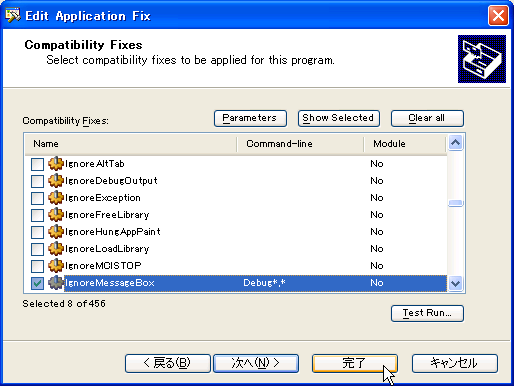 Edit Application Fix
Compatibility Fixes
Select compatibility fixes to be applied for this program.
Compatibility Fixes: Parameters Show Selected Clear all
Name Command-line Module
IgnoreAltTab No
IgnoreDebugOutput No
IgnoreException No
IgnoreFreeLibrary No
IgnoreHungAppPaint No
IgnoreLoadLibrary No
IgnoreMCISTOP No
IgnoreMessageBox Debug*,* No
Selected 8 of 456
Test Run...
< 戻る(B) 次へ(N) > 完了 キャンセル